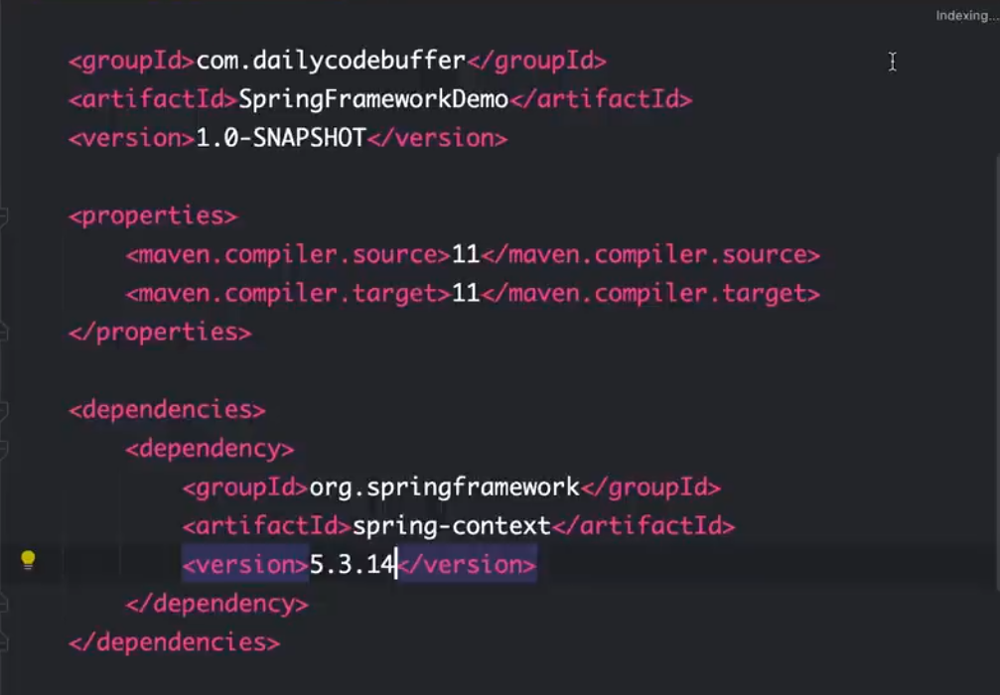 Indexing...
<groupId>com.dailycodebuffer</groupId>
<artifactId>SpringFrameworkDemo</artifactId>
<version>1.0-SNAPSHOT</version>
<properties>
<maven.compiler.source>11</maven.compiler.source>
<maven.compiler.target>11</maven.compiler.target>
</properties>
<dependencies>
<dependency>
<groupId>org.springframework</groupId>
<artifactId>spring-context</artifactId>
<version>5.3.14</version>
</dependency>
</dependencies>